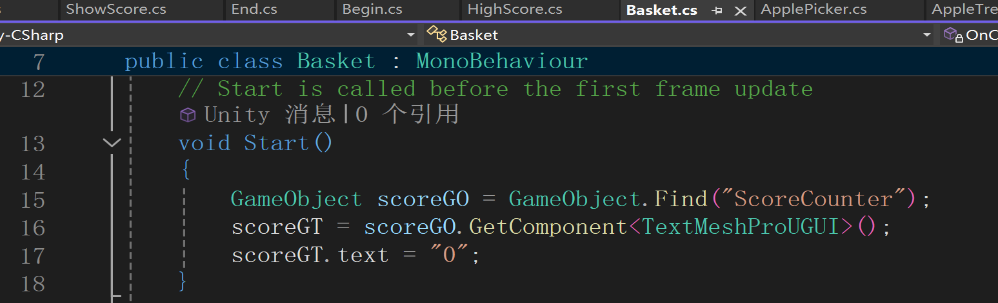 s ShowScore.cs End.cs Begin.cs HighScore.cs Basket.cs ApplePicker.cs AppleTre
y-CSharp Basket OnC
7 public class Basket : MonoBehaviour
12 // Start is called before the first frame update
Unity 消息|0 个引用
13 void Start()
14 {
15 GameObject scoreGO = GameObject.Find("ScoreCounter");
16 scoreGT = scoreGO.GetComponent<TextMeshProUGUI>();
17 scoreGT.text = "0";
18 }